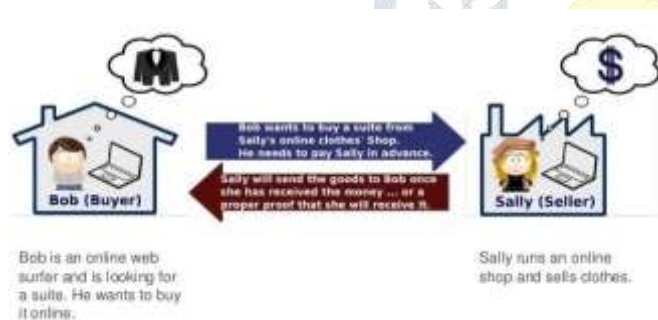 $
Bob wants to buy a suite from
Sally's online clothes' Shop.
He needs to pay Sally in advance.
Sally will send the goods to Bob once
she has received the money ... or a
proper proof that she will receive it.
Bob (Buyer)
Sally (Seller)
Bob is an online web
surfer and is looking for
a suite. He wants to buy
it online.
Sally runs an online
shop and sells clothes.